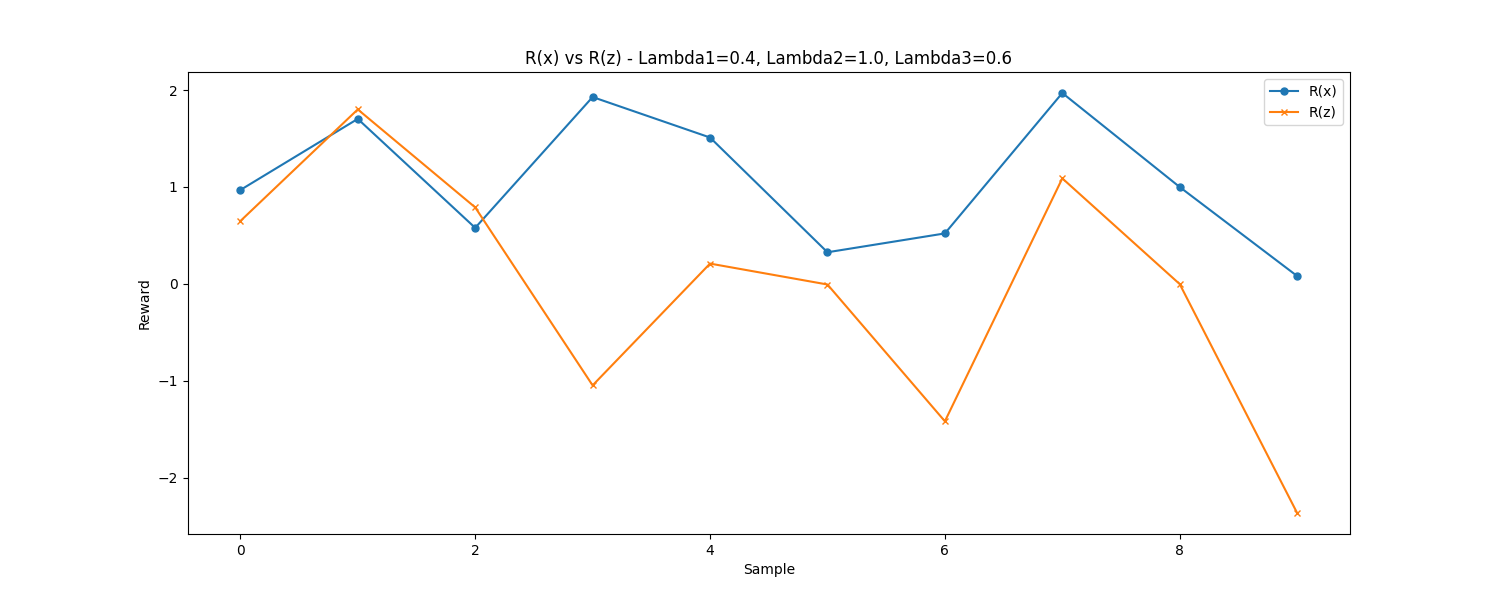 R(x) vs R(z) - Lambda1=0.4, Lambda2=1.0, Lambda3=0.6
R(x)
R(z)
2
1
0
−1
−2
Reward
0
2
4
6
8
Sample